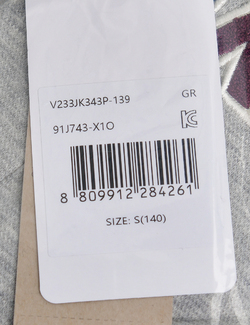 V233JK343P-139 GR
91J743-X1O
8 809912 284261
SIZE: S(140)